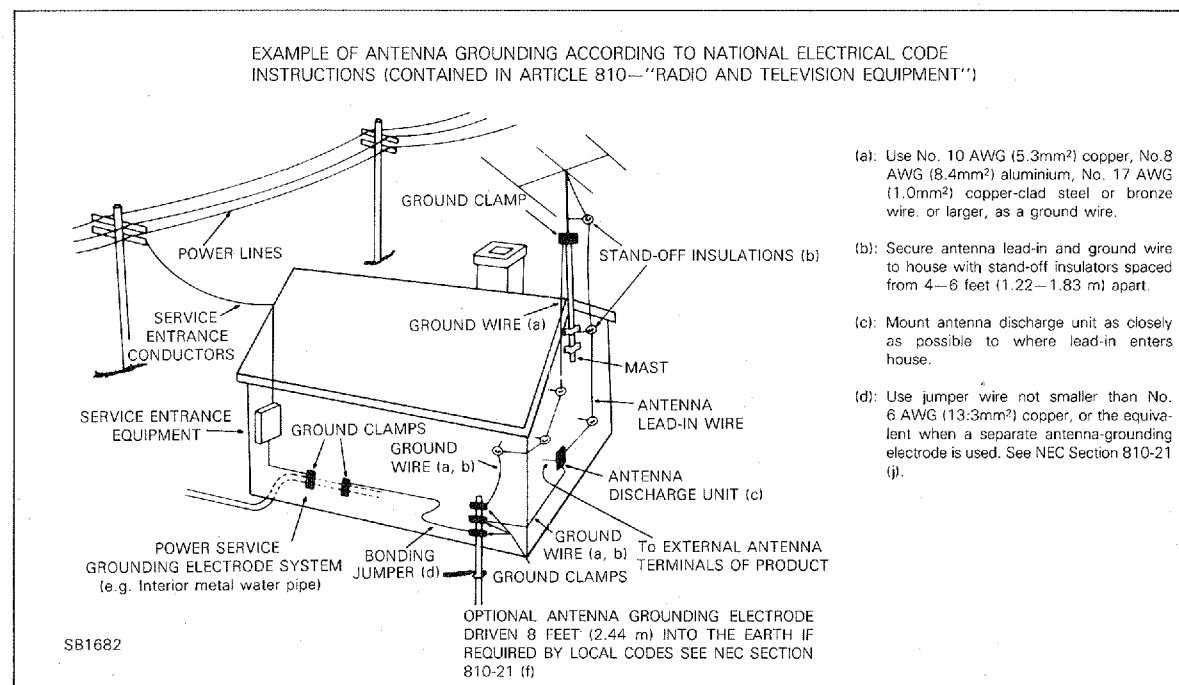 EXAMPLE OF ANTENNA GROUNDING ACCORDING TO NATIONAL ELECTRICAL CODE
INSTRUCTIONS (CONTAINED IN ARTICLE 810—"RADIO AND TELEVISION EQUIPMENT")
GROUND CLAMP
POWER LINES
STAND-OFF INSULATIONS (b)
SERVICE
ENTRANCE
CONDUCTORS
GROUND WIRE (a)
MAST
SERVICE ENTRANCE
EQUIPMENT
GROUND CLAMPS
ANTENNA
LEAD-IN WIRE
GROUND
WIRE (a, b)
ANTENNA
DISCHARGE UNIT (c)
POWER SERVICE
GROUNDING ELECTRODE SYSTEM
(e.g. Interior metal water pipe)
BONDING
JUMPER (d)
GROUND
WIRE (a, b)
To EXTERNAL ANTENNA
TERMINALS OF PRODUCT
GROUND CLAMPS
OPTIONAL ANTENNA GROUNDING ELECTRODE
DRIVEN 8 FEET (2.44 m) INTO THE EARTH IF
REQUIRED BY LOCAL CODES SEE NEC SECTION
810-21 (f)
SB1682
(a): Use No. 10 AWG (5.3mm²) copper, No.8
AWG (8.4mm²) aluminium, No. 17 AWG
(1.0mm²) copper-clad steel or bronze
wire. or larger, as a ground wire.
(b): Secure antenna lead-in and ground wire
to house with stand-off insulators spaced
from 4—6 feet (1.22—1.83 m) apart.
(c): Mount antenna discharge unit as closely
as possible to where lead-in enters
house.
(d): Use jumper wire not smaller than No.
6 AWG (13:3mm²) copper, or the equiva-
lent when a separate antenna-grounding
electrode is used. See NEC Section 810-21
(j).